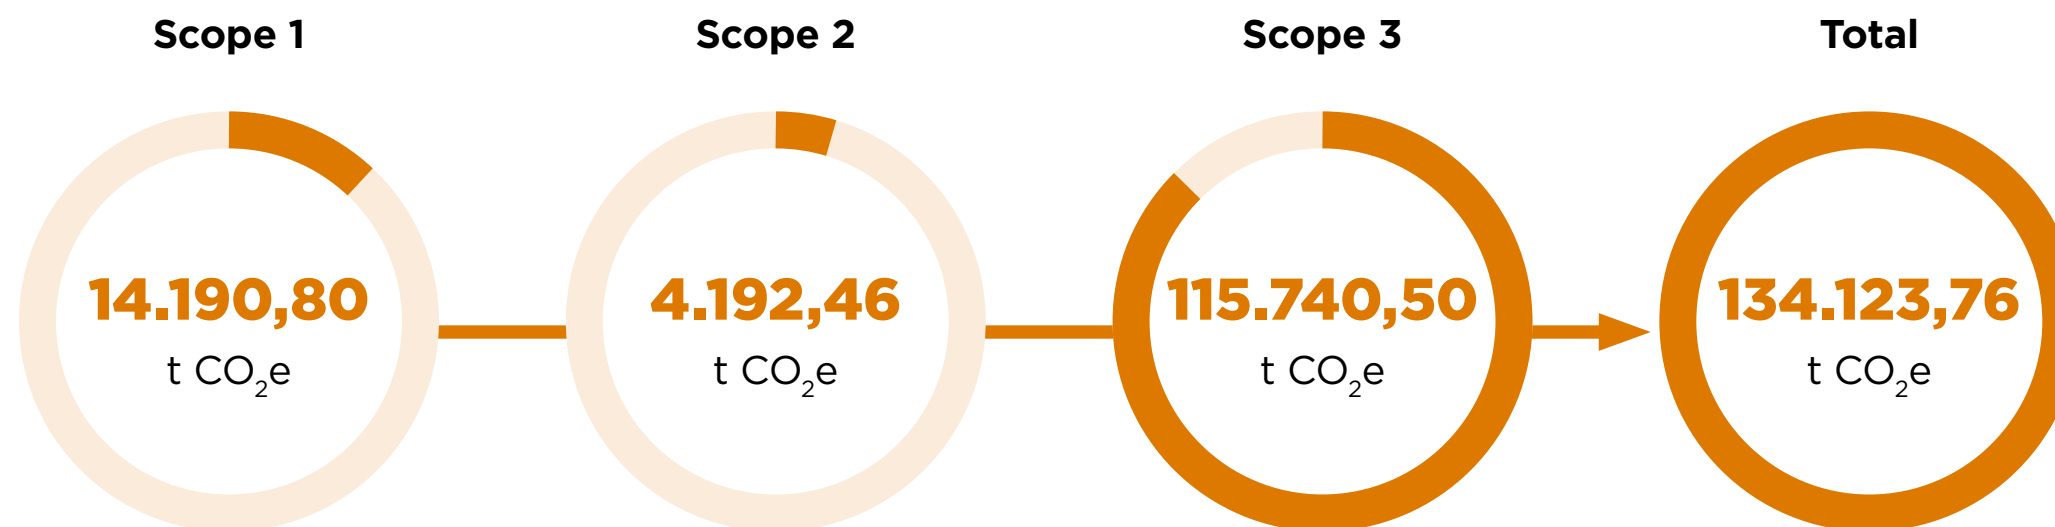 Scope 1
14.190,80
t CO₂e
Scope 2
4.192,46
t CO₂e
Scope 3
115.740,50
t CO₂e
Total
134.123,76
t CO₂e